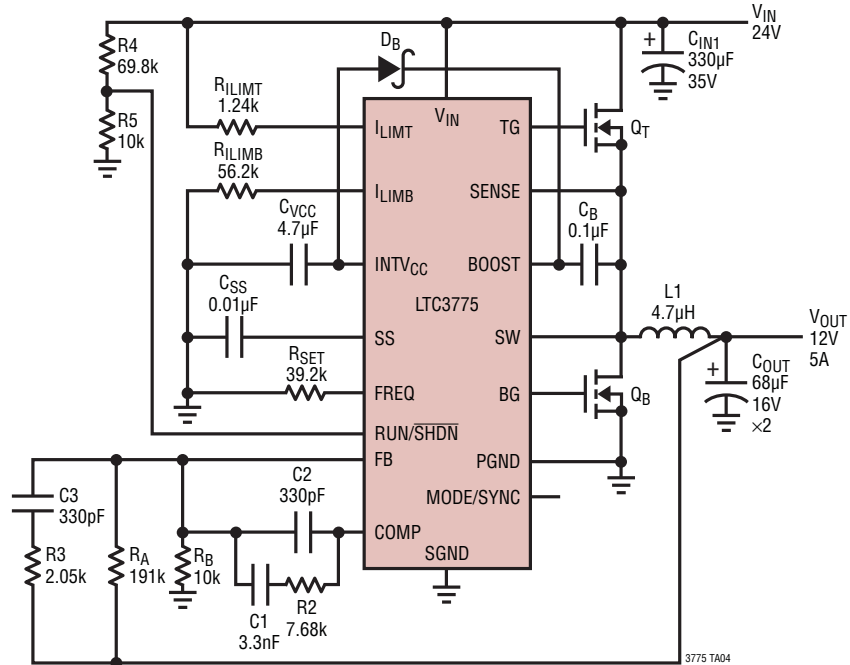 V_IN
24V
C_IN1
330µF
35V
R4
69.8k
R5
10k
D_B
R_ILIMT
1.24k
R_ILIMB
56.2k
C_VCC
4.7µF
C_SS
0.01µF
R_SET
39.2k
I_LIMT
V_IN
TG
I_LIMB
SENSE
INTV_CC
BOOST
LTC3775
SS
SW
FREQ
BG
RUN/S̅H̅D̅N̅
FB
PGND
MODE/SYNC
COMP
SGND
Q_T
C_B
0.1µF
L1
4.7µH
V_OUT
12V
5A
C_OUT
68µF
16V
×2
Q_B
C3
330pF
R3
2.05k
R_A
191k
R_B
10k
C2
330pF
C1
3.3nF
R2
7.68k
3775 TA04